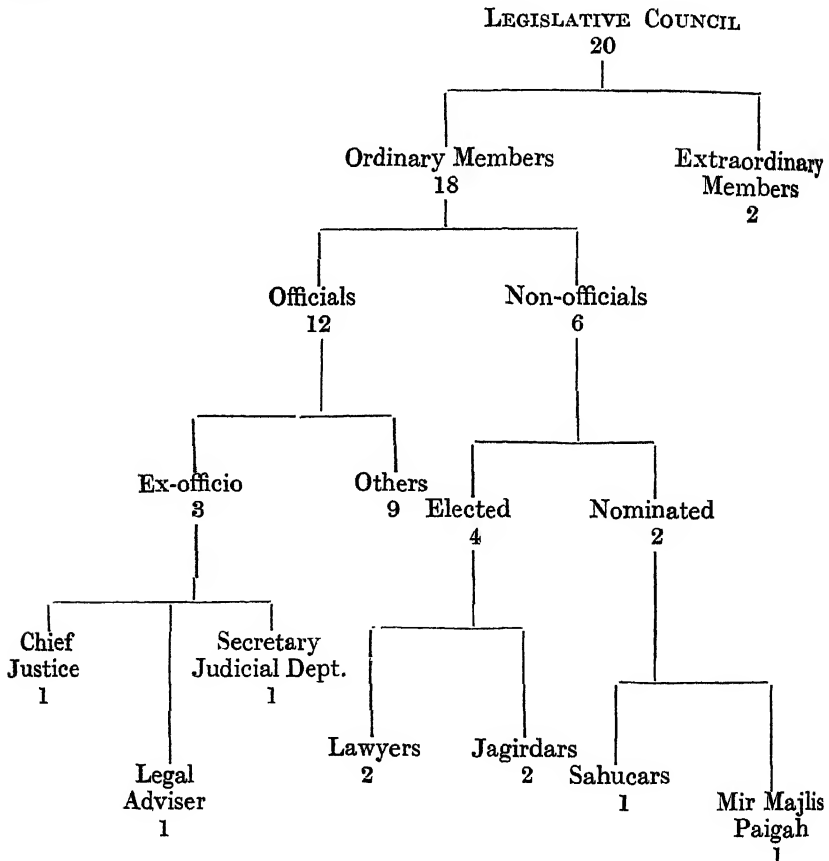 LEGISLATIVE COUNCIL
20
Ordinary Members
18
Extraordinary
Members
2
Officials
12
Non-officials
6
Ex-officio
3
Others
9
Elected
4
Nominated
2
Chief
Justice
1
Secretary
Judicial Dept.
1
Legal
Adviser
1
Lawyers
2
Jagirdars
2
Sahucars
1
Mir Majlis
Paigah
1